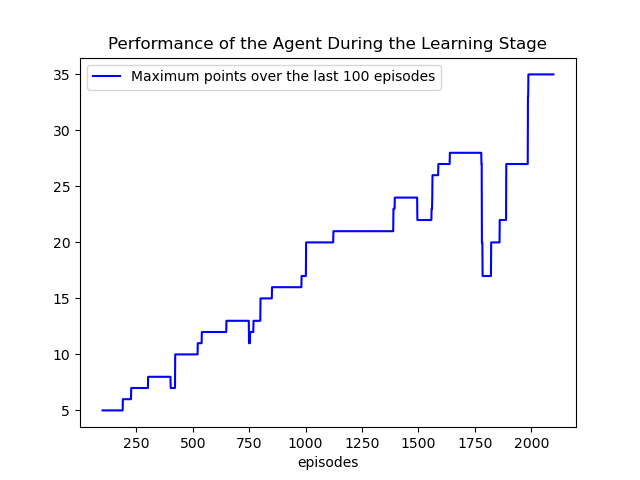 Performance of the Agent During the Learning Stage
Maximum points over the last 100 episodes
35
30
25
20
15
10
5
250 500 750 1000 1250 1500 1750 2000
episodes